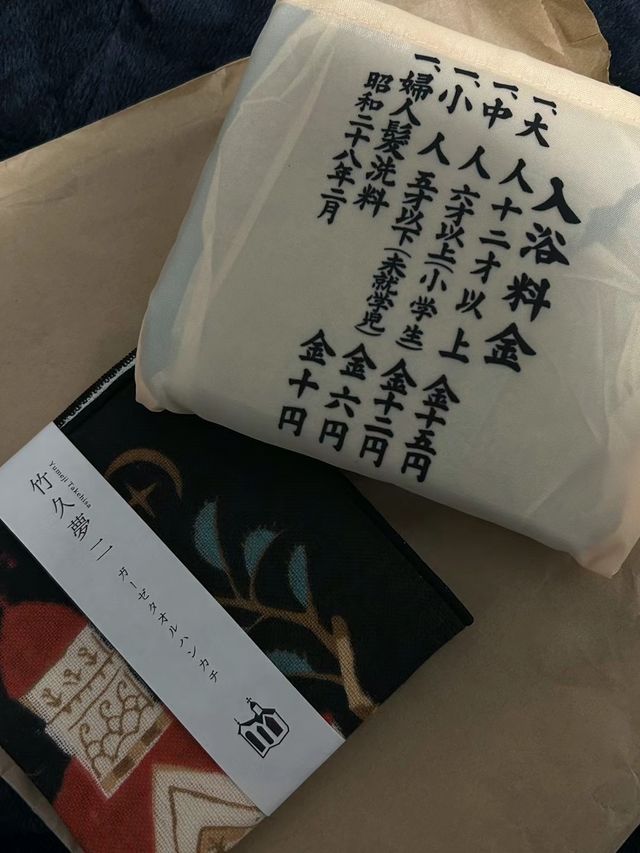 入浴料金
一、大人 十二才以上 金十五円
一、中人 六才以上(小学生) 金十二円
一、小人 五才以下(未就学児) 金六円
一、婦人髪洗料 金十円
昭和二十八年二月
Yumeji Takehisa
竹久夢二
ガーゼタオルハンカチ